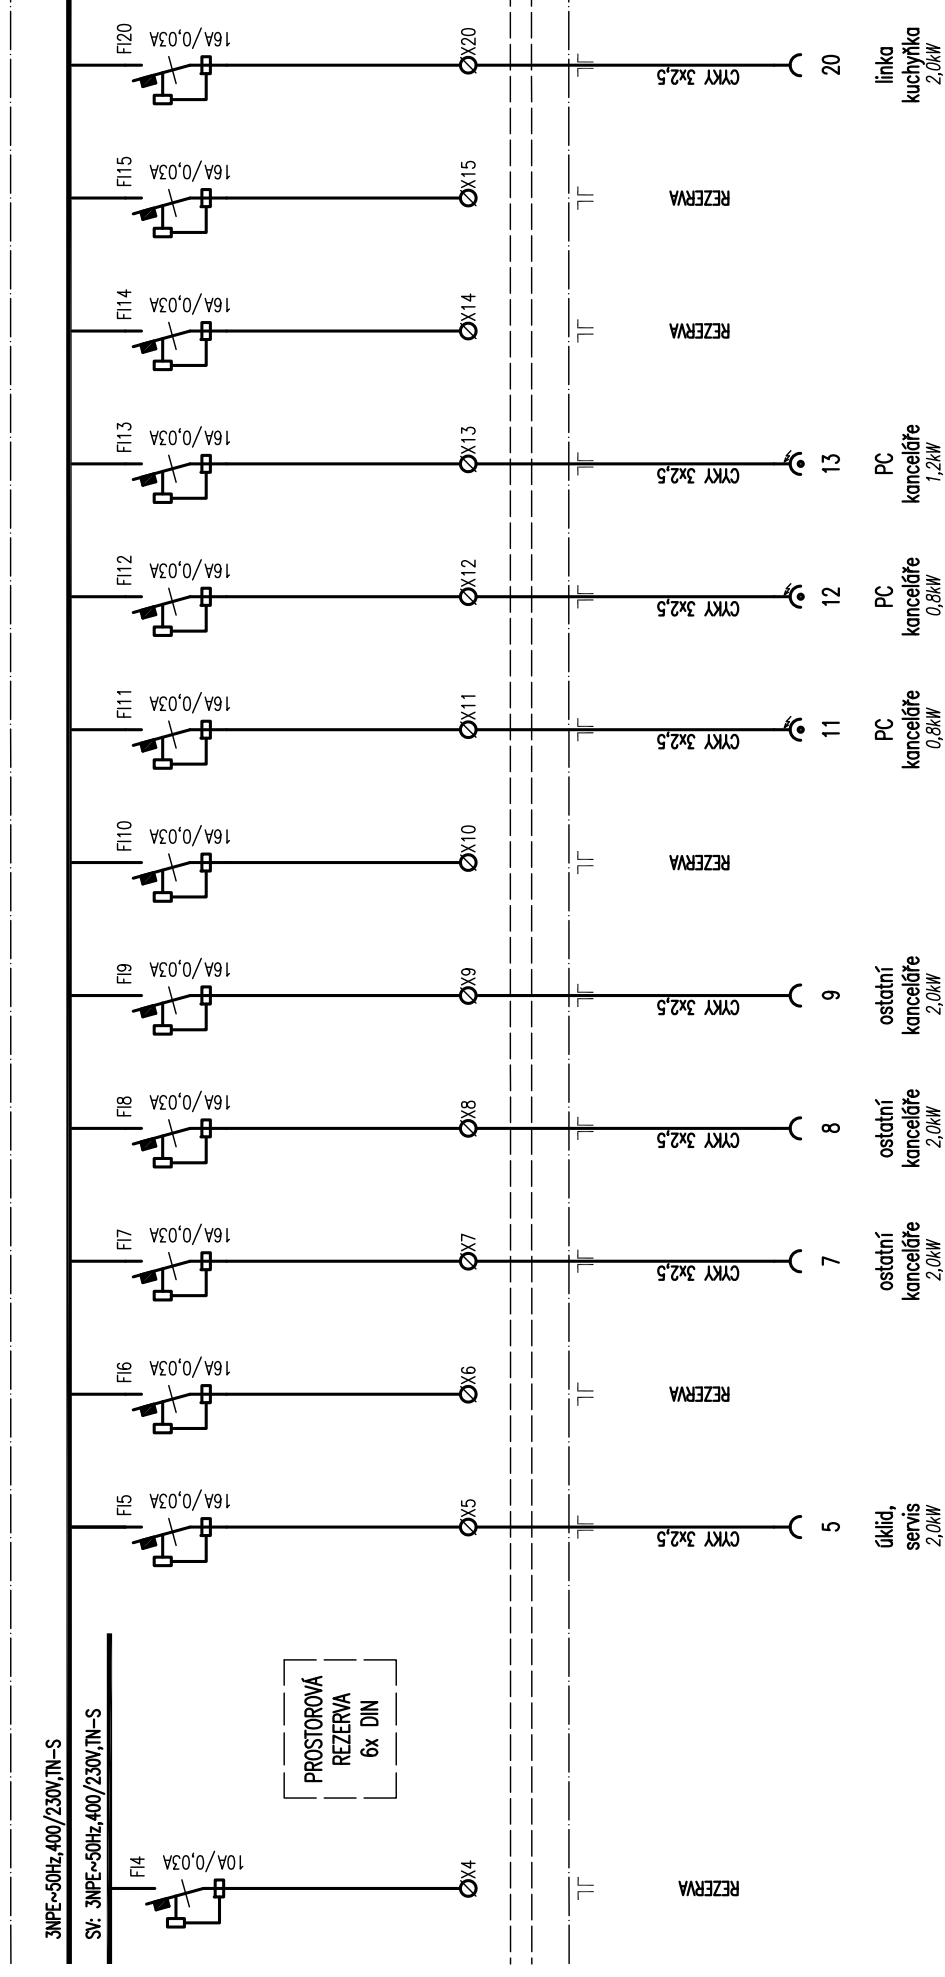 3NPE~50Hz,400/230V,TN-S
SV: 3NPE~50Hz,400/230V,TN-S
FI4
10A/0,03A
X4
REZERVA
PROSTOROVÁ
REZERVA
6x DIN
FI5
16A/0,03A
X5
CYKY 3x2,5
5
úklid,
servis
2,0kW
FI6
16A/0,03A
X6
REZERVA
FI7
16A/0,03A
X7
CYKY 3x2,5
7
ostatní
kanceláře
2,0kW
FI8
16A/0,03A
X8
CYKY 3x2,5
8
ostatní
kanceláře
2,0kW
FI9
16A/0,03A
X9
CYKY 3x2,5
9
ostatní
kanceláře
2,0kW
FI10
16A/0,03A
X10
REZERVA
FI11
16A/0,03A
X11
CYKY 3x2,5
11
PC
kanceláře
0,8kW
FI12
16A/0,03A
X12
CYKY 3x2,5
12
PC
kanceláře
0,8kW
FI13
16A/0,03A
X13
CYKY 3x2,5
13
PC
kanceláře
1,2kW
FI14
16A/0,03A
X14
REZERVA
FI15
16A/0,03A
X15
REZERVA
FI20
16A/0,03A
X20
CYKY 3x2,5
20
linka
kuchyňka
2,0kW